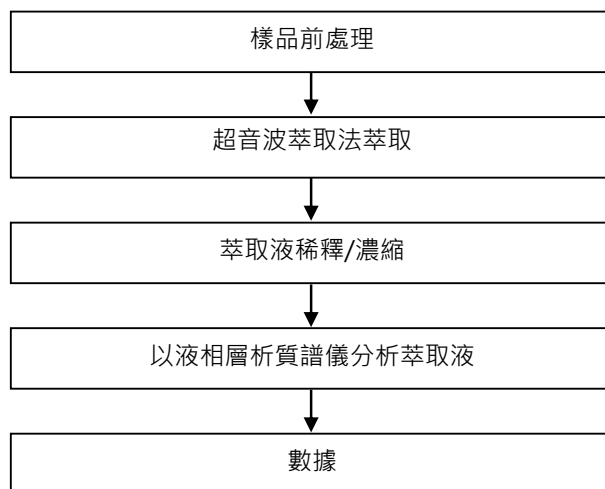 樣品前處理
超音波萃取法萃取
萃取液稀釋/濃縮
以液相層析質譜儀分析萃取液
數據